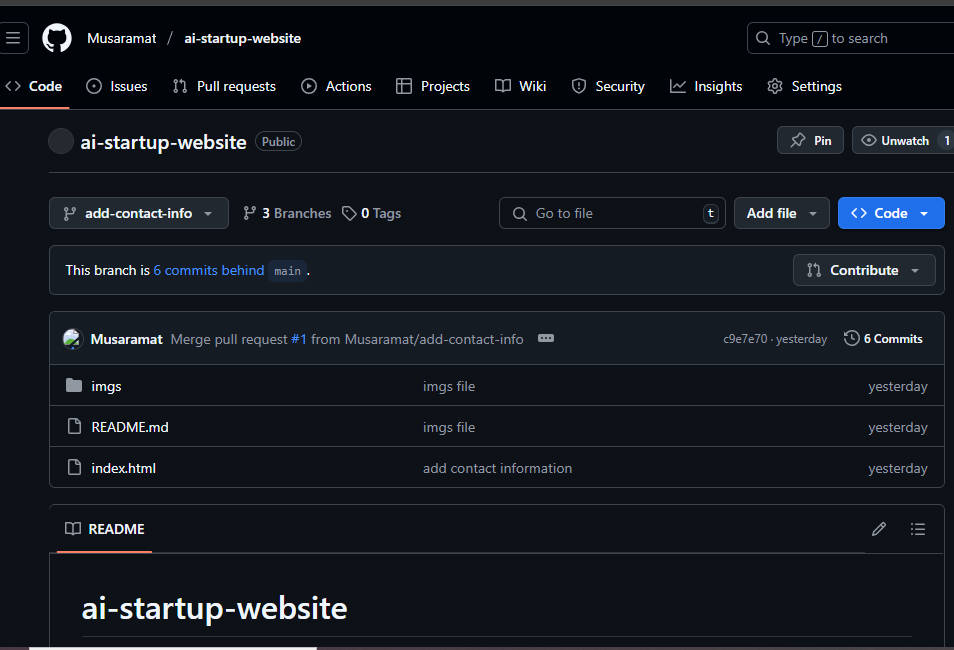 Musaramat / ai-startup-website Type / to search
Code Issues Pull requests Actions Projects Wiki Security Insights Settings
ai-startup-website Public Pin Unwatch 1
add-contact-info 3 Branches 0 Tags Go to file t Add file Code
This branch is 6 commits behind main . Contribute
Musaramat Merge pull request #1 from Musaramat/add-contact-info c9e7e70 · yesterday 6 Commits
imgs imgs file yesterday
README.md imgs file yesterday
index.html add contact information yesterday
README
ai-startup-website